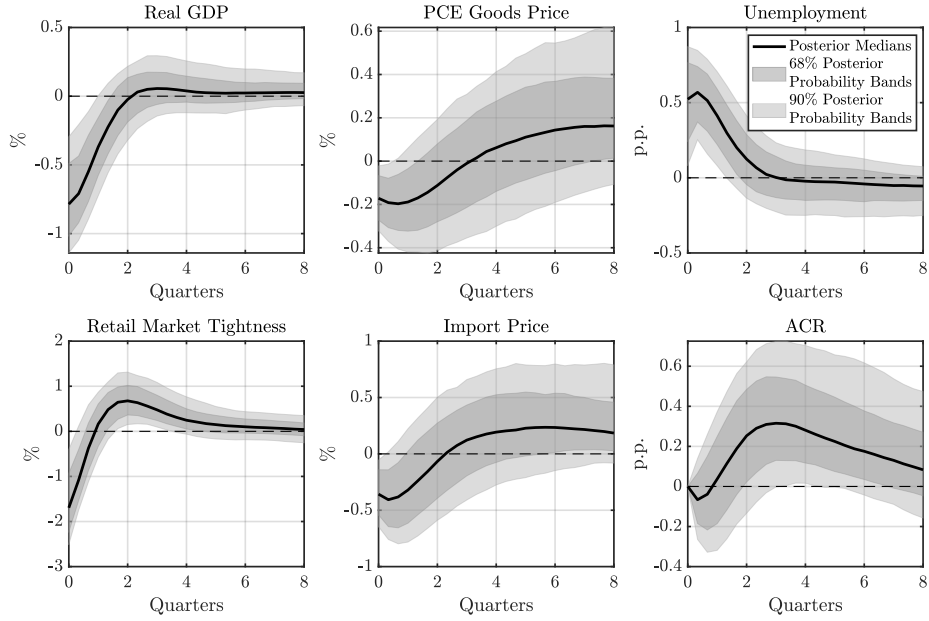 Real GDP
0.5
0
-0.5
-1
%
0 2 4 6 8
Quarters
PCE Goods Price
0.6
0.4
0.2
0
-0.2
-0.4
%
0 2 4 6 8
Quarters
Unemployment
1
0.5
0
-0.5
p.p.
Posterior Medians
68% Posterior
Probability Bands
90% Posterior
Probability Bands
0 2 4 6 8
Quarters
Retail Market Tightness
2
1
0
-1
-2
-3
%
0 2 4 6 8
Quarters
Import Price
1
0.5
0
-0.5
-1
%
0 2 4 6 8
Quarters
ACR
0.6
0.4
0.2
0
-0.2
-0.4
p.p.
0 2 4 6 8
Quarters